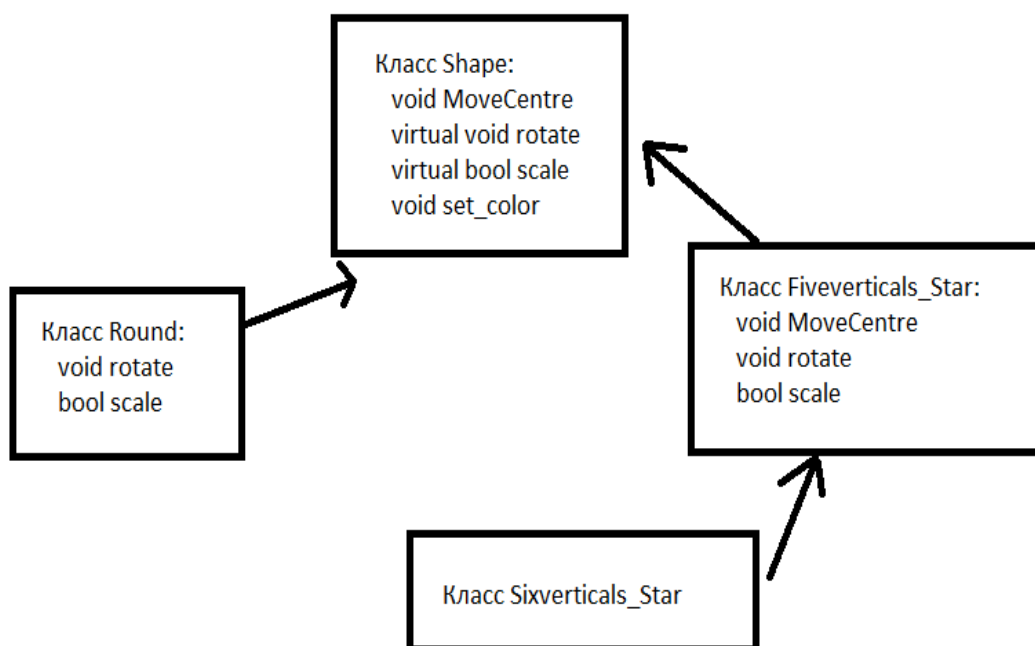 Класс Shape:
void MoveCentre
virtual void rotate
virtual bool scale
void set_color
Класс Round:
void rotate
bool scale
Класс Fiveverticals_Star:
void MoveCentre
void rotate
bool scale
Класс Sixverticals_Star